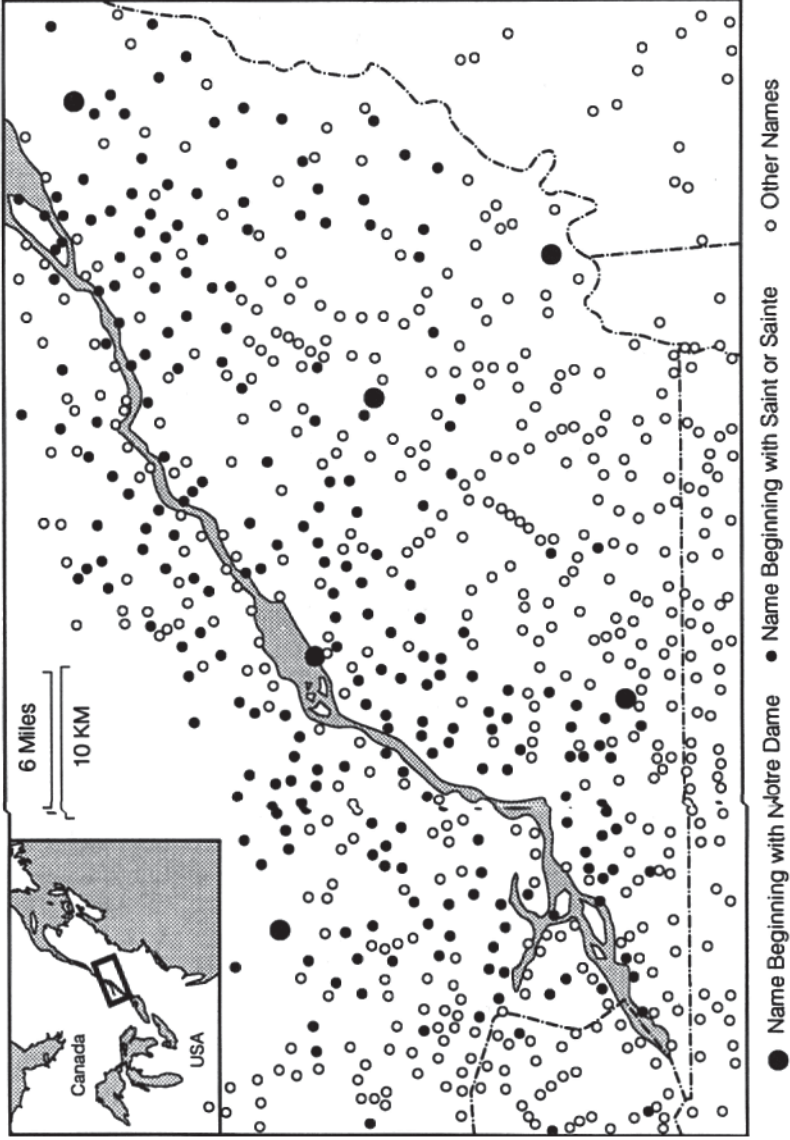 6 Miles
10 KM
Canada
USA
Name Beginning with Notre Dame
Name Beginning with Saint or Sainte
Other Names